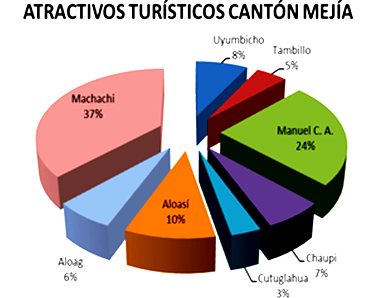 ATRACTIVOS TURÍSTICOS CANTÓN MEJÍA
Uyumbicho
8%
Tambillo
5%
Manuel C. A.
24%
Chaupi
7%
Cutuglahua
3%
Aloasí
10%
Aloag
6%
Machachi
37%